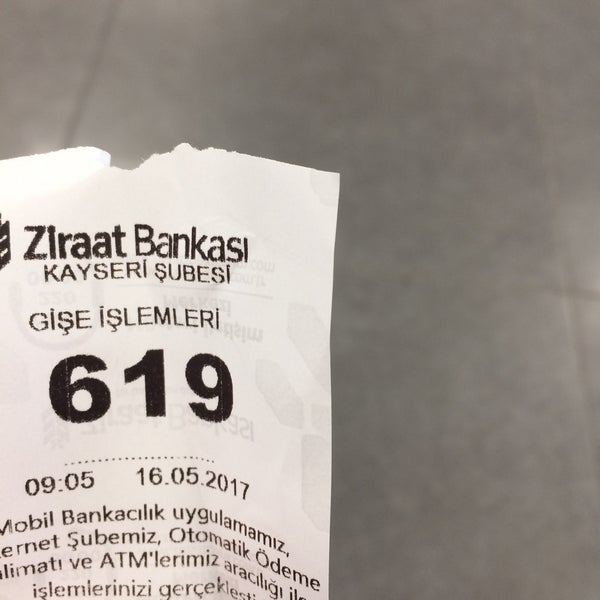 Ziraat Bankası
KAYSERİ ŞUBESİ
GİŞE İŞLEMLERİ
619
09:05 16.05.2017
Mobil Bankacılık uygulamamız,
ernet Şubemiz, Otomatik Ödeme
limatı ve ATM'lerimiz aracılığı ile
işlemlerinizi gerçekleşti